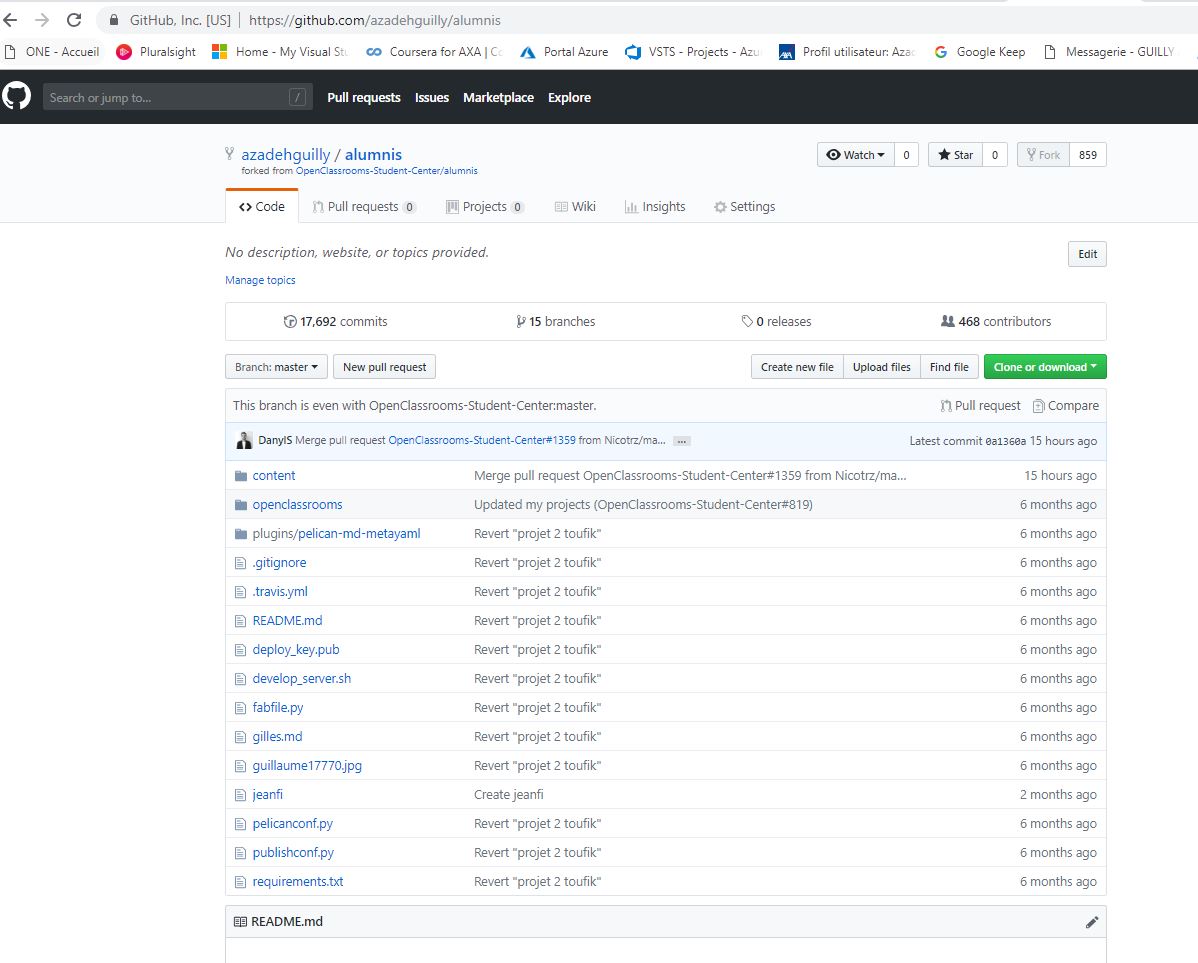 GitHub, Inc. [US] | https://github.com/azadehguilly/alumnis
ONE - Accueil Pluralsight Home - My Visual Stu Coursera for AXA | Co Portal Azure VSTS - Projects - Azu Profil utilisateur: Azad Google Keep Messagerie - GUILLY
Search or jump to... / Pull requests Issues Marketplace Explore
azadehguilly / alumnis Watch 0 Star 0 Fork 859
forked from OpenClassrooms-Student-Center/alumnis
Code Pull requests 0 Projects 0 Wiki Insights Settings
No description, website, or topics provided. Edit
Manage topics
17,692 commits 15 branches 0 releases 468 contributors
Branch: master New pull request Create new file Upload files Find file Clone or download
This branch is even with OpenClassrooms-Student-Center:master. Pull request Compare
DanylS Merge pull request OpenClassrooms-Student-Center#1359 from Nicotrz/ma... ... Latest commit 0a1360a 15 hours ago
content Merge pull request OpenClassrooms-Student-Center#1359 from Nicotrz/ma... 15 hours ago
openclassrooms Updated my projects (OpenClassrooms-Student-Center#819) 6 months ago
plugins/pelican-md-metayaml Revert "projet 2 toufik" 6 months ago
.gitignore Revert "projet 2 toufik" 6 months ago
.travis.yml Revert "projet 2 toufik" 6 months ago
README.md Revert "projet 2 toufik" 6 months ago
deploy_key.pub Revert "projet 2 toufik" 6 months ago
develop_server.sh Revert "projet 2 toufik" 6 months ago
fabfile.py Revert "projet 2 toufik" 6 months ago
gilles.md Revert "projet 2 toufik" 6 months ago
guillaume17770.jpg Revert "projet 2 toufik" 6 months ago
jeanfi Create jeanfi 2 months ago
pelicanconf.py Revert "projet 2 toufik" 6 months ago
publishconf.py Revert "projet 2 toufik" 6 months ago
requirements.txt Revert "projet 2 toufik" 6 months ago
README.md